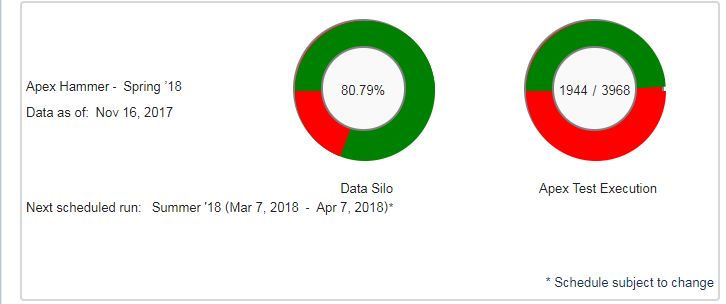 Apex Hammer - Spring '18
Data as of: Nov 16, 2017
80.79%
1944 / 3968
Data Silo
Apex Test Execution
Next scheduled run: Summer '18 (Mar 7, 2018 - Apr 7, 2018)*
* Schedule subject to change